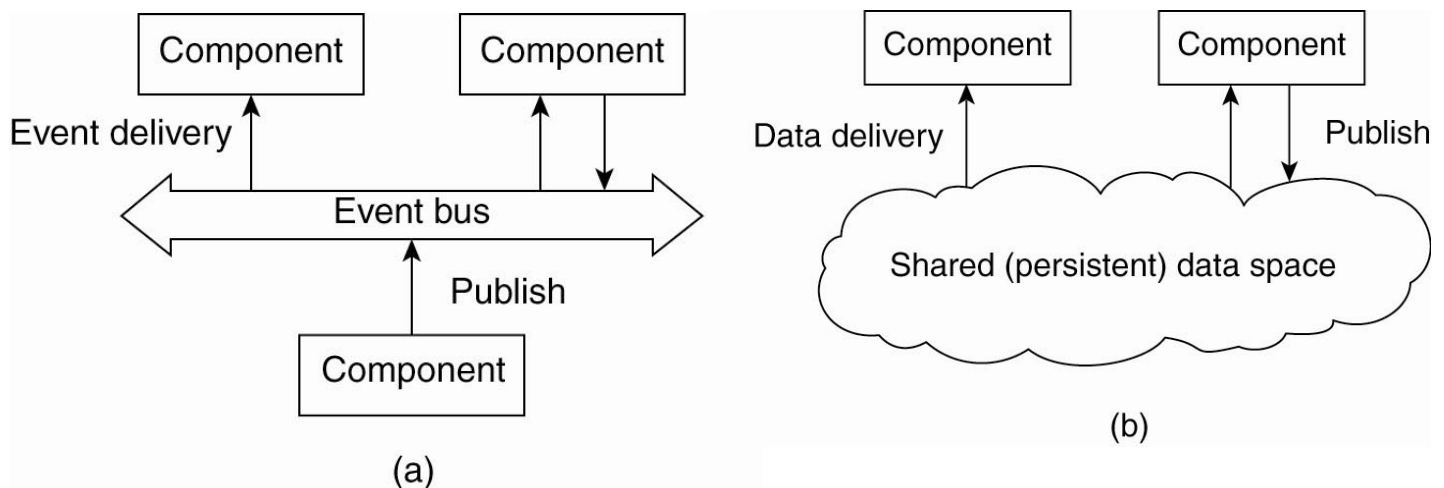 Component
Component
Event delivery
Event bus
Publish
Component
(a)
Component
Component
Data delivery
Publish
Shared (persistent) data space
(b)